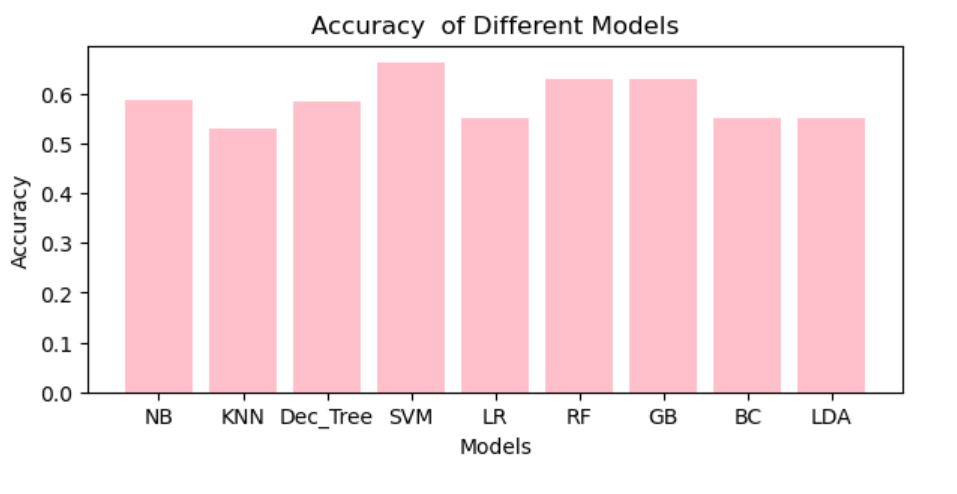 Accuracy  of Different Models
Accuracy
0.6
0.5
0.4
0.3
0.2
0.1
0.0
NB KNN Dec_Tree SVM LR RF GB BC LDA
Models